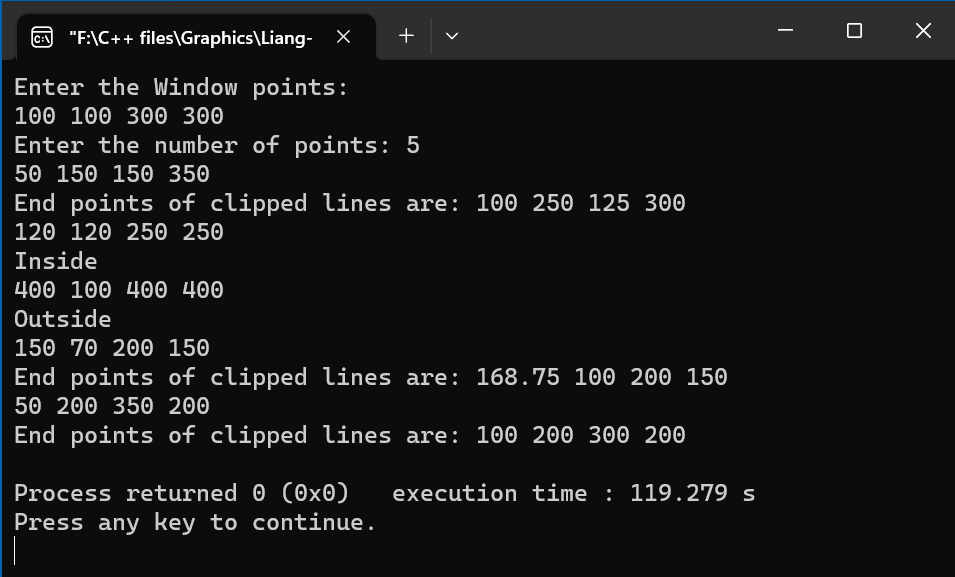 "F:\C++ files\Graphics\Liang-
Enter the Window points:
100 100 300 300
Enter the number of points: 5
50 150 150 350
End points of clipped lines are: 100 250 125 300
120 120 250 250
Inside
400 100 400 400
Outside
150 70 200 150
End points of clipped lines are: 168.75 100 200 150
50 200 350 200
End points of clipped lines are: 100 200 300 200
Process returned 0 (0x0)   execution time : 119.279 s
Press any key to continue.